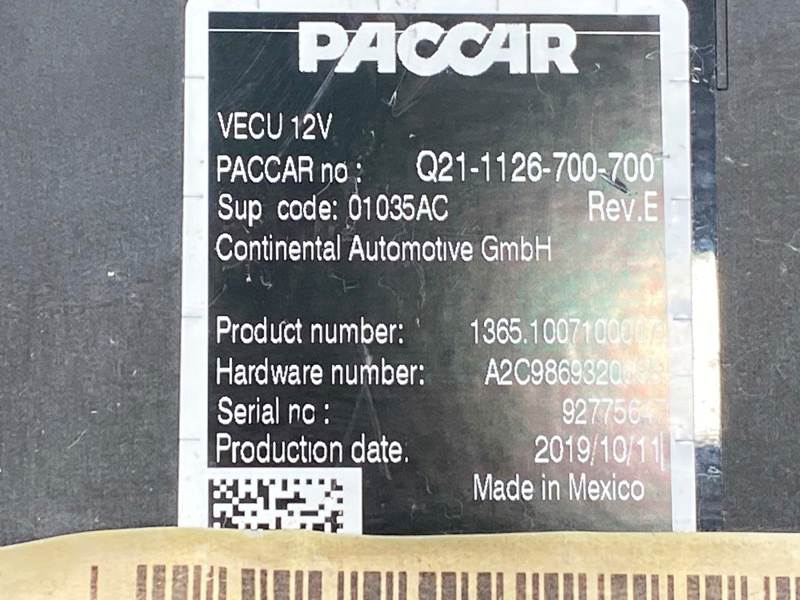 PACCAR
VECU 12V
PACCAR no : Q21-1126-700-700
Sup code: 01035AC Rev.E
Continental Automotive GmbH
Product number:
Hardware number:
Serial no :
Production date. 2019/10/11
Made in Mexico